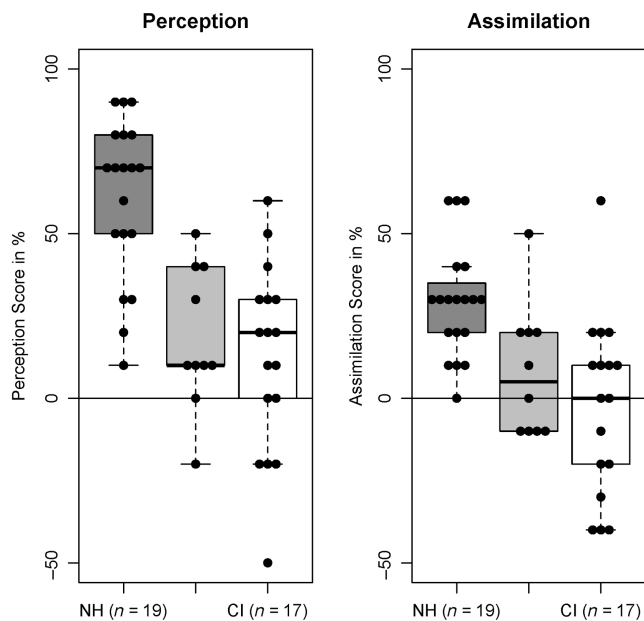 Perception
Assimilation
Perception Score in %
100
50
0
−50
NH (n = 19)
CI (n = 17)
Assimilation Score in %
100
50
0
−50
NH (n = 19)
CI (n = 17)